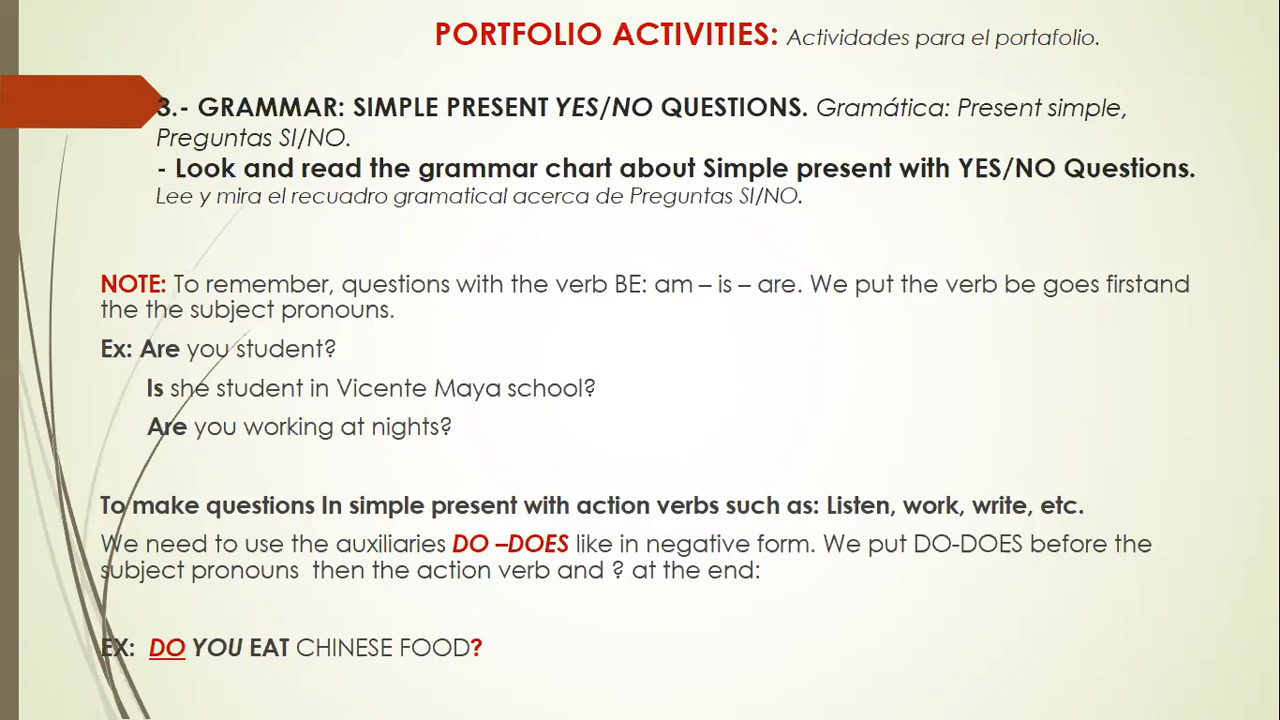 PORTFOLIO ACTIVITIES: Actividades para el portafolio.
3.- GRAMMAR: SIMPLE PRESENT YES/NO QUESTIONS. Gramática: Present simple,
Preguntas SI/NO.
- Look and read the grammar chart about Simple present with YES/NO Questions.
Lee y mira el recuadro gramatical acerca de Preguntas SI/NO.
NOTE: To remember, questions with the verb BE: am – is – are. We put the verb be goes firstand
the the subject pronouns.
Ex: Are you student?
Is she student in Vicente Maya school?
Are you working at nights?
To make questions In simple present with action verbs such as: Listen, work, write, etc.
We need to use the auxiliaries DO –DOES like in negative form. We put DO-DOES before the
subject pronouns then the action verb and ? at the end:
EX: DO YOU EAT CHINESE FOOD?